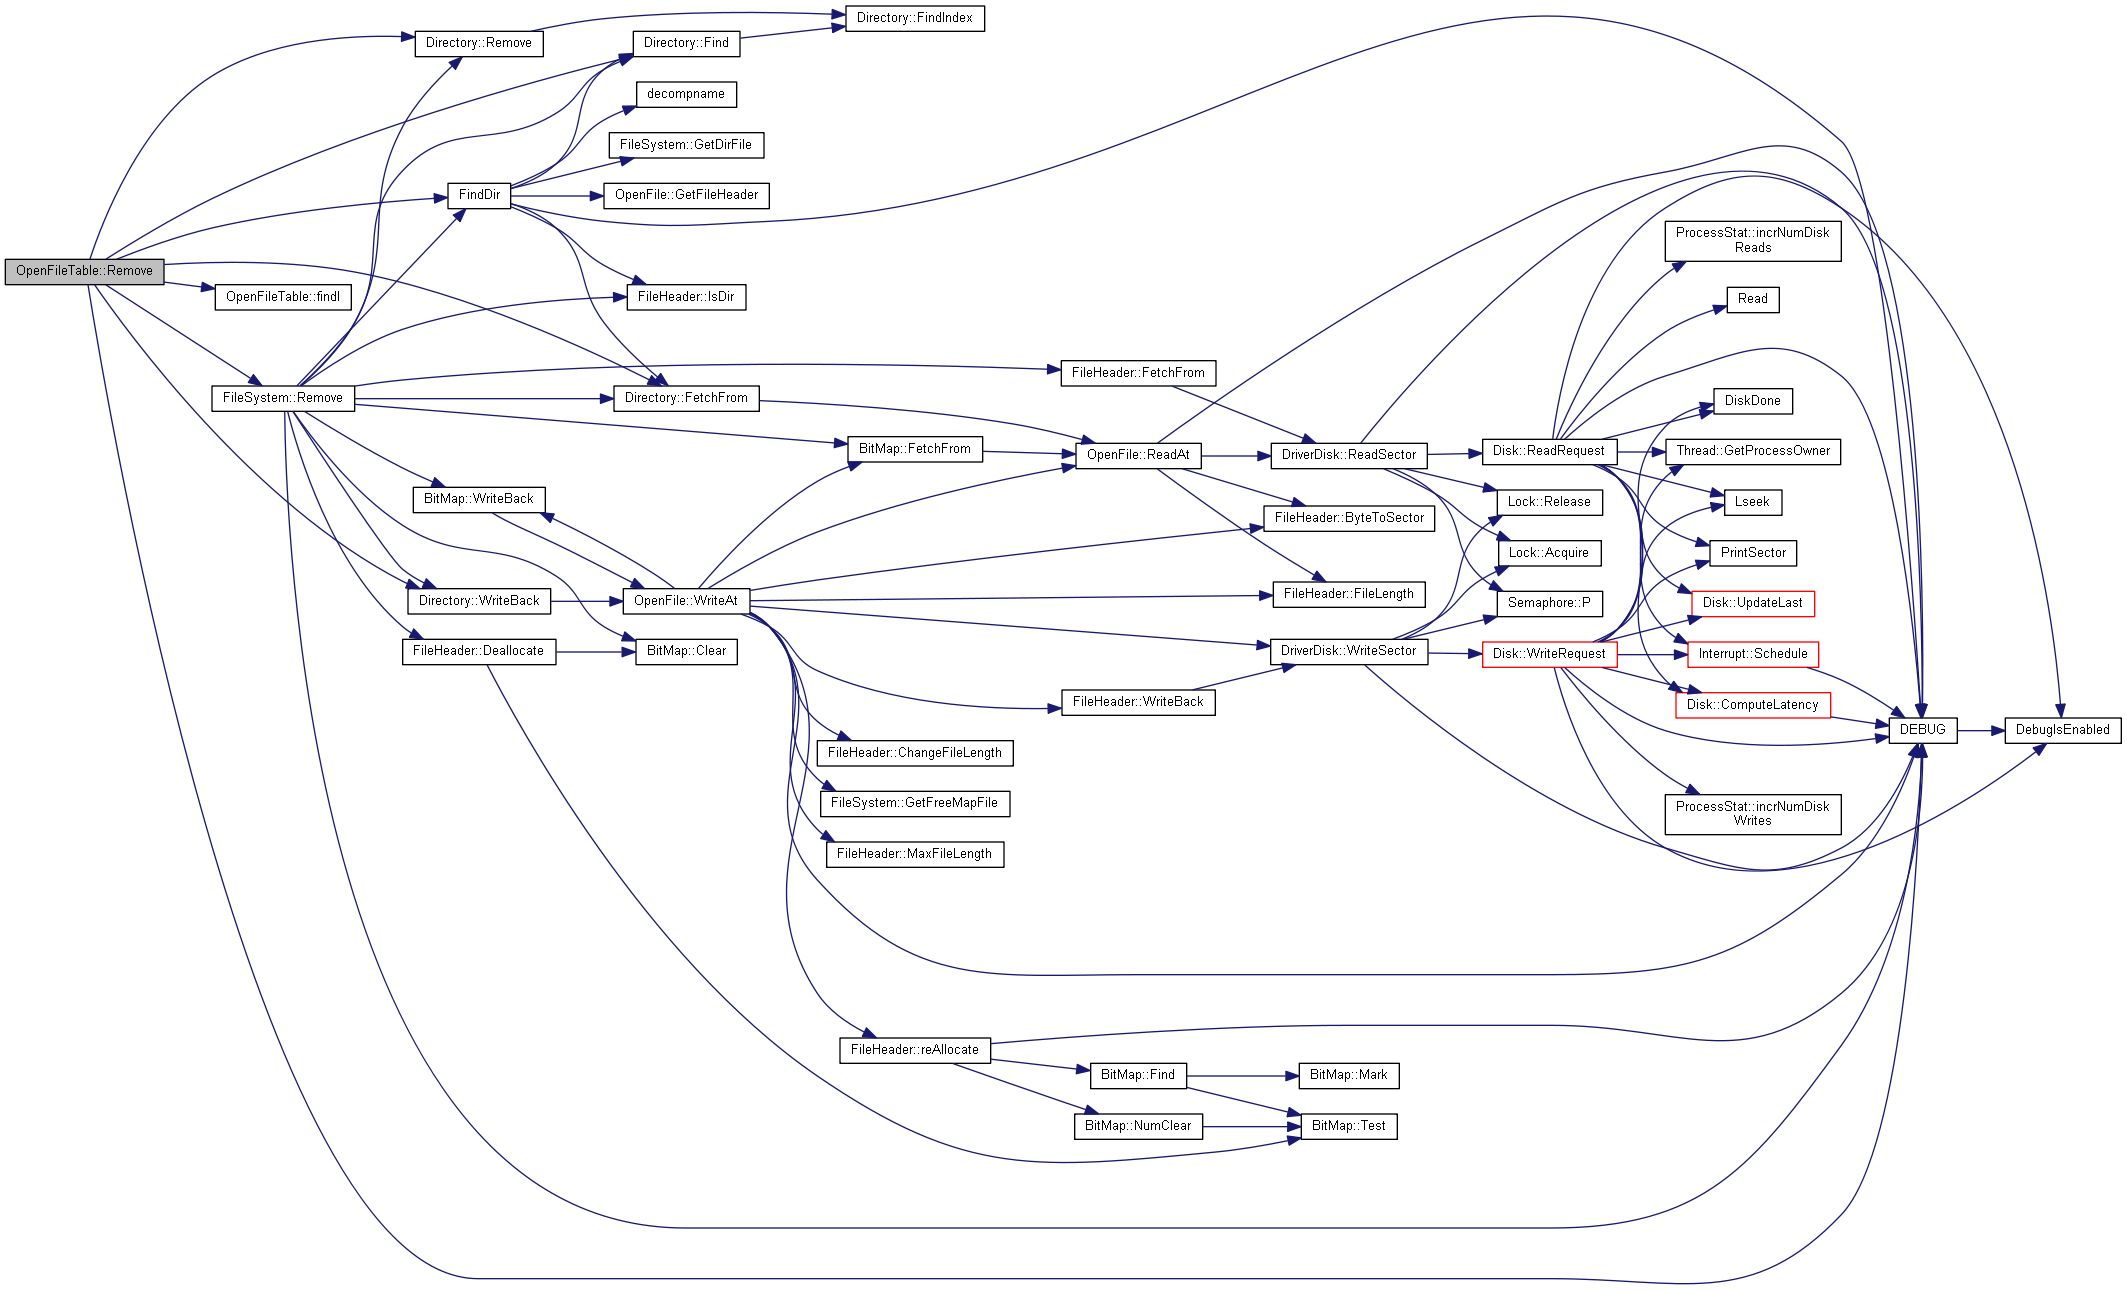 Directory::FindIndex
Directory::Remove
Directory::Find
decompname
FileSystem::GetDirFile
FindDir
OpenFile::GetFileHeader
ProcessStat::incrNumDisk
Reads
OpenFileTable::Remove
OpenFileTable::findl
FileHeader::IsDir
Read
FileHeader::FetchFrom
FileSystem::Remove
Directory::FetchFrom
DiskDone
BitMap::FetchFrom
OpenFile::ReadAt
DriverDisk::ReadSector
Disk::ReadRequest
Thread::GetProcessOwner
BitMap::WriteBack
Lock::Release
Lseek
FileHeader::ByteToSector
Lock::Acquire
PrintSector
Directory::WriteBack
OpenFile::WriteAt
FileHeader::FileLength
Semaphore::P
Disk::UpdateLast
FileHeader::Deallocate
BitMap::Clear
DriverDisk::WriteSector
Disk::WriteRequest
Interrupt::Schedule
FileHeader::WriteBack
Disk::ComputeLatency
DEBUG
DebugIsEnabled
FileHeader::ChangeFileLength
FileSystem::GetFreeMapFile
ProcessStat::incrNumDisk
Writes
FileHeader::MaxFileLength
FileHeader::reAllocate
BitMap::Find
BitMap::Mark
BitMap::NumClear
BitMap::Test